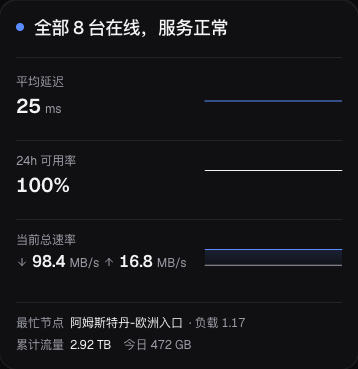 全部 8 台在线，服务正常
平均延迟
25 ms
24h 可用率
100%
当前总速率
↓ 98.4 MB/s ↑ 16.8 MB/s
最忙节点 阿姆斯特丹-欧洲入口 · 负载 1.17
累计流量 2.92 TB 今日 472 GB